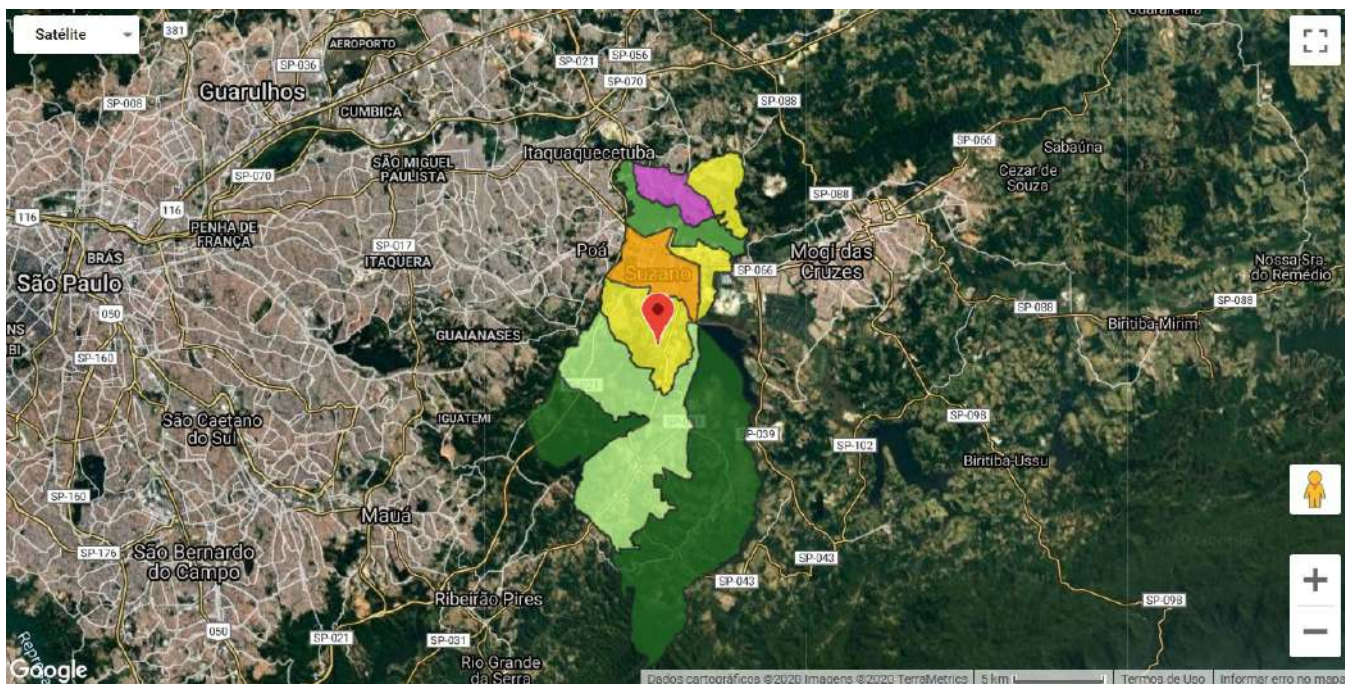 Satélite
381
AEROPORTO
SP-036
SP-021
SP-056
SP-070
Guarulhos
SP-008
CUMBICA
SP-088
SP-066
Sabaúna
Itaquaquecetuba
SÃO MIGUEL
PAULISTA
Cezar de
Souza
SP-070
SP-088
116
116
PENHA DE
FRANÇA
SP-017
ITAQUERA
Poá
Mogi das
Cruzes
BRÁS
São Paulo
Suzano
SP-066
Nossa Sra.
do Remédio
SP-088
SP-088
050
GUAIANASES
Biritiba-Mirim
SP-160
São Caetano
do Sul
IGUATEMI
SP-039
SP-102
SP-098
Biritiba-Ussu
SP-160
Mauá
SP-176
São Bernardo
do Campo
SP-043
SP-043
Ribeirão Pires
SP-098
050
SP-021
SP-031
Rio Grande
da Serra
Google
Dados cartográficos ©2020 Imagens ©2020 TerraMetrics
5 km
Termos de Uso
Informar erro no mapa